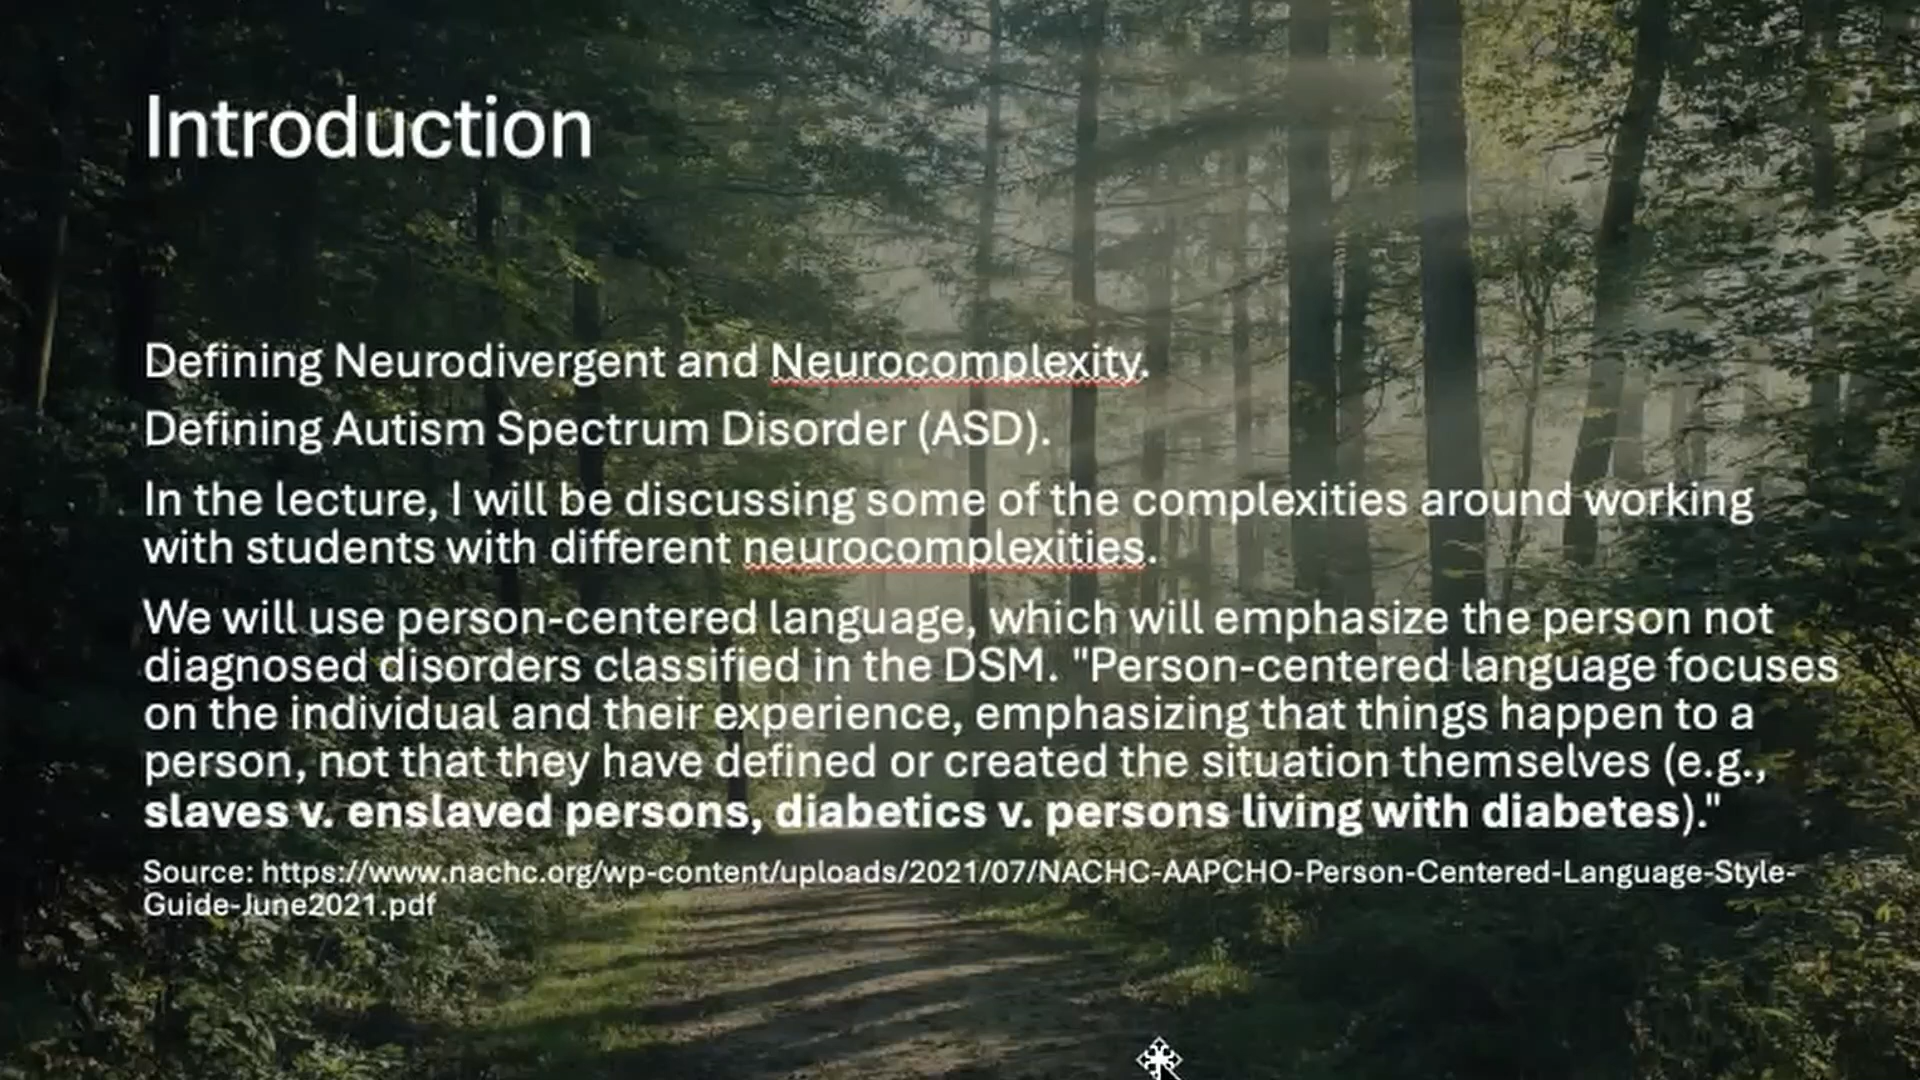 Introduction
Defining Neurodivergent and Neurocomplexity.
Defining Autism Spectrum Disorder (ASD).
In the lecture, I will be discussing some of the complexities around working
with students with different neurocomplexities.
We will use person-centered language, which will emphasize the person not
diagnosed disorders classified in the DSM. "Person-centered language focuses
on the individual and their experience, emphasizing that things happen to a
person, not that they have defined or created the situation themselves (e.g.,
slaves v. enslaved persons, diabetics v. persons living with diabetes)."
Source: https://www.nachc.org/wp-content/uploads/2021/07/NACHC-AAPCHO-Person-Centered-Language-Style-
Guide-June2021.pdf